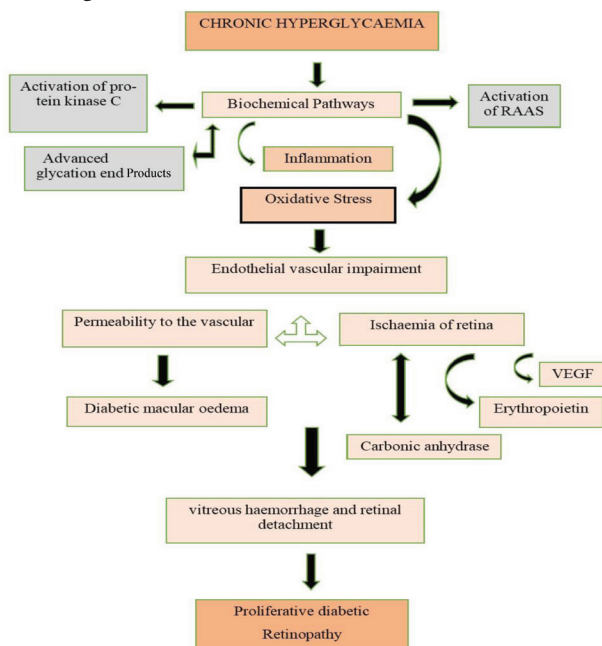 CHRONIC HYPERGLYCAEMIA
Activation of pro-
tein kinase C
Biochemical Pathways
Activation
of RAAS
Advanced
glycation end Products
Inflammation
Oxidative Stress
Endothelial vascular impairment
Permeability to the vascular
Ischaemia of retina
VEGF
Diabetic macular oedema
Erythropoietin
Carbonic anhydrase
vitreous haemorrhage and retinal
detachment
Proliferative diabetic
Retinopathy